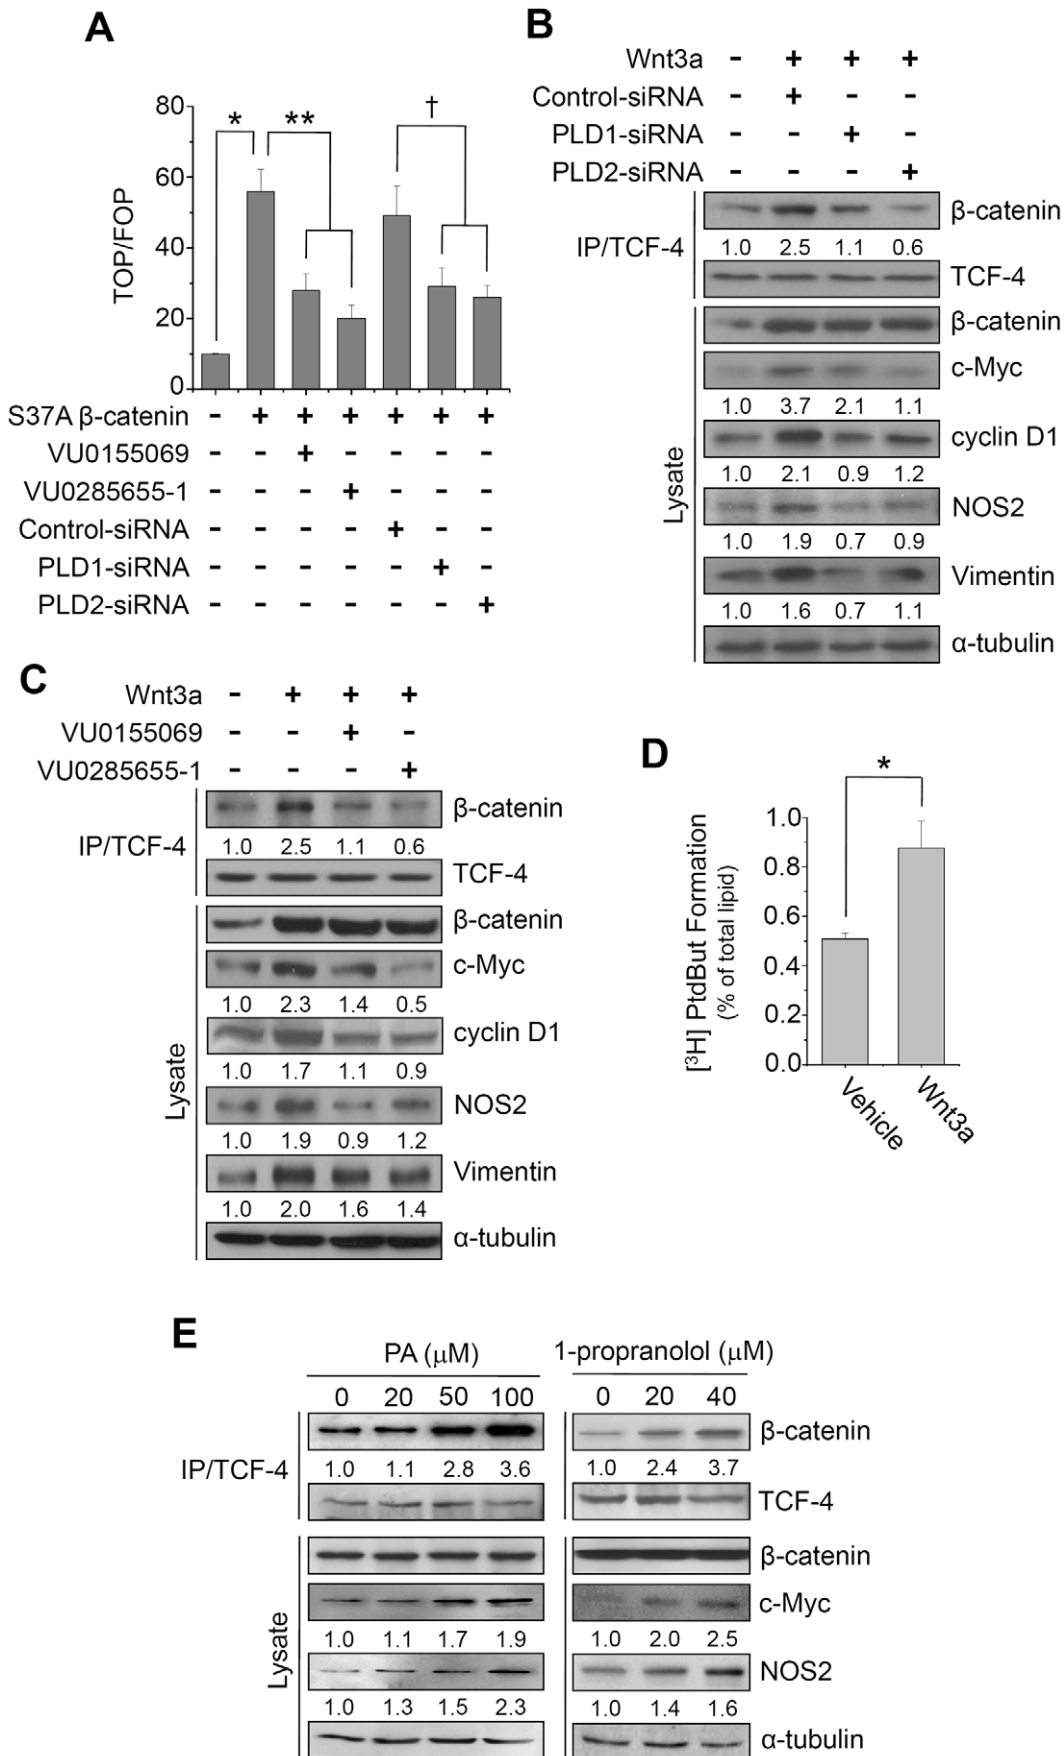 A
*
**
†
TOP/FOP
80
60
40
20
0
S37A β-catenin - + + + + + +
VU0155069 - - + - - - -
VU0285655-1 - - - + - - -
Control-siRNA - - - - + - -
PLD1-siRNA - - - - - + -
PLD2-siRNA - - - - - - +
B
Wnt3a - + + +
Control-siRNA - + - -
PLD1-siRNA - - + -
PLD2-siRNA - - - +
IP/TCF-4
β-catenin
1.0 2.5 1.1 0.6
TCF-4
Lysate
β-catenin
c-Myc
1.0 3.7 2.1 1.1
cyclin D1
1.0 2.1 0.9 1.2
NOS2
1.0 1.9 0.7 0.9
Vimentin
1.0 1.6 0.7 1.1
α-tubulin
C
Wnt3a - + + +
VU0155069 - - + -
VU0285655-1 - - - +
IP/TCF-4
β-catenin
1.0 2.5 1.1 0.6
TCF-4
Lysate
β-catenin
c-Myc
1.0 2.3 1.4 0.5
cyclin D1
1.0 1.7 1.1 0.9
NOS2
1.0 1.9 0.9 1.2
Vimentin
1.0 2.0 1.6 1.4
α-tubulin
D
*
[³H] PtdBut Formation
(% of total lipid)
1.0
0.8
0.6
0.4
0.2
0.0
Vehicle
Wnt3a
E
PA (μM) 1-propranolol (μM)
0 20 50 100 0 20 40
IP/TCF-4
β-catenin
1.0 1.1 2.8 3.6 1.0 2.4 3.7
TCF-4
Lysate
β-catenin
c-Myc
1.0 1.1 1.7 1.9 1.0 2.0 2.5
NOS2
1.0 1.3 1.5 2.3 1.0 1.4 1.6
α-tubulin